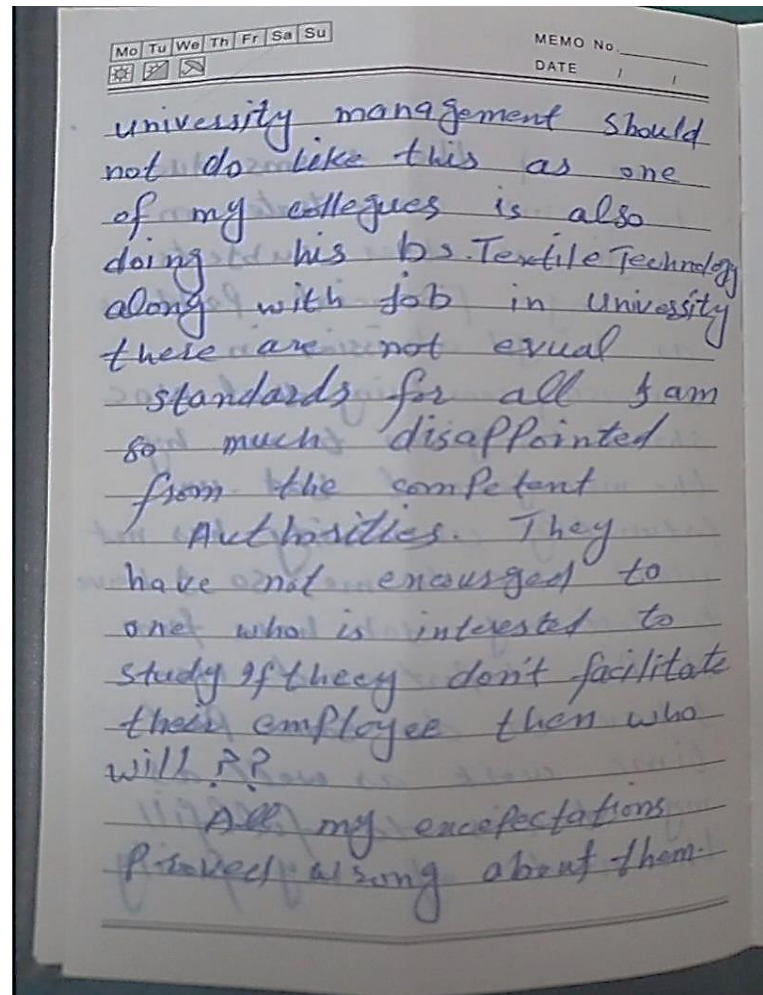 Mo Tu We Th Fr Sa Su
MEMO No.
DATE / /
university management should
not do like this as one
of my collegues is also
doing his bs. Textile Technology
along with job in university
there are not equal
standards for all I am
so much disappointed
from the competent
Authorities. They
have not encourged to
one who is interested to
study If theey don't facilitate
their employee then who
will ??
All my encefectations
Proved wrong about them.